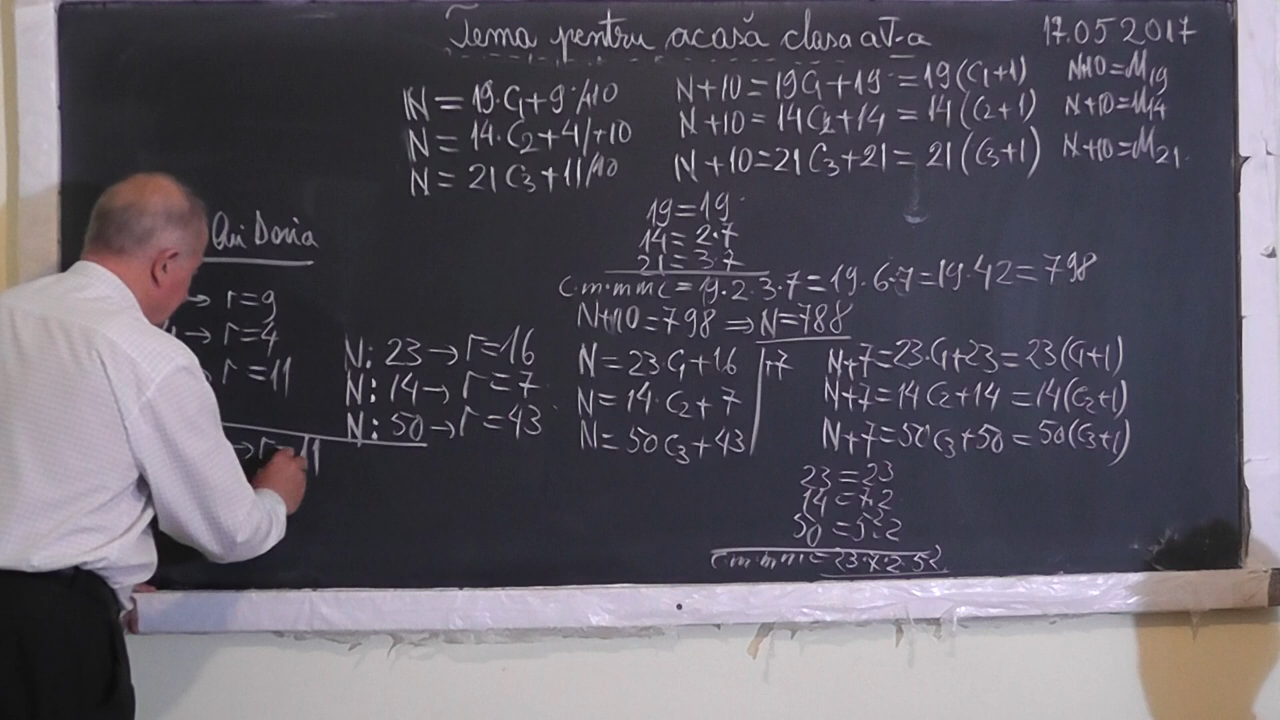 Tema pentru acasă clasa a V-a
17.05 2017
N = 19·C1+9 /+10
N = 14·C2+4 /+10
N = 21C3+11 /+10
N+10 = 19C1+19 = 19(C1+1)
N+10 = 14C2+14 = 14(C2+1)
N+10 = 21C3+21 = 21(C3+1)
N+10=M19
N+10=M14
N+10=M21
19=19
14=2·7
21=3·7
c.m.m.m.c = 19·2·3·7=19·6·7=19·42=798
N+10=798 ⇒ N=788
→ r=9
→ r=4
r=11
N: 23 → r=16
N: 14 → r=7
N: 50 → r=43
N=23C1+16 | +7
N=14·C2+7
N=50C3+43
N+7=23·C1+23=23(C1+1)
N+7=14C2+14=14(C2+1)
N+7=50C3+50=50(C3+1)
23=23
14=7·2
50=5²·2
c.m.m.m.c=23·7·2·5²
→ r